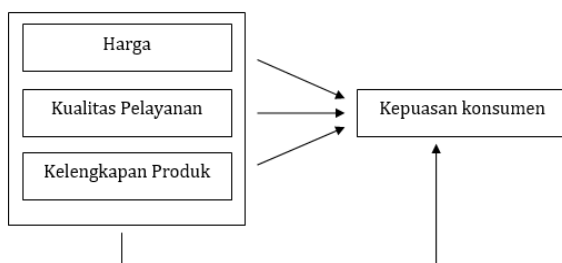 Harga
Kualitas Pelayanan
Kepuasan konsumen
Kelengkapan Produk